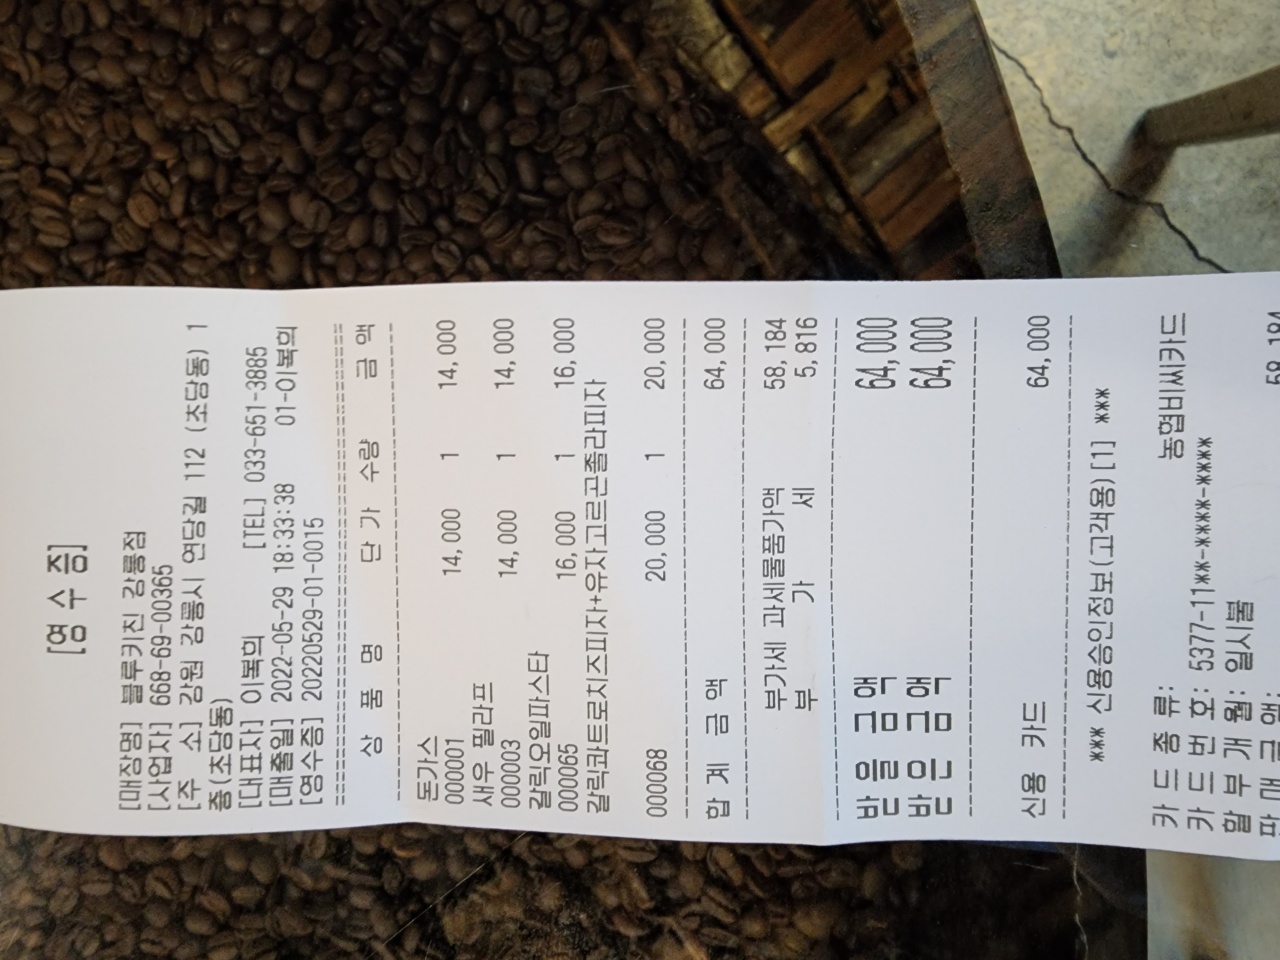 [영 수 증]
[매장명] 블루키친 강릉점
[사업자] 668-69-00365
[주 소] 강원 강릉시 연당길 112 (초당동) 1
층(초당동)
[대표자] 이복희 [TEL] 033-651-3885
[매출일] 2022-05-29 18:33:38 01-이복희
[영수증] 20220529-01-0015
상 품 명 단 가 수량 금 액
돈가스
000001 14,000 1 14,000
새우 필라프
000003 14,000 1 14,000
갈릭오일파스타
000065 16,000 1 16,000
갈릭콰트로치즈피자+유자고르곤졸라피자
000068 20,000 1 20,000
합 계 금 액 64,000
부가세 과세물품가액 58,184
부 가 세 5,816
받을금액 64,000
받은금액 64,000
신용 카드 64,000
*** 신용승인정보(고객용)[1] ***
카 드 종 류: 농협비씨카드
카 드 번 호: 5377-11**-****-****
할 부 개 월: 일시불
판 매 금 액: 58,184